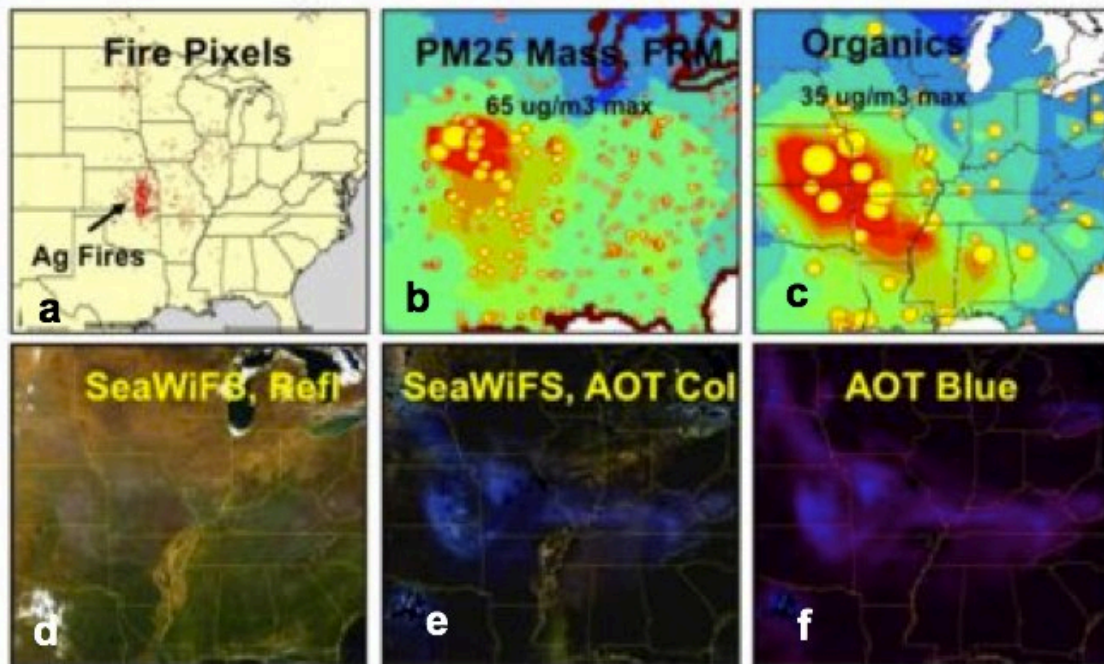 Fire Pixels
Ag Fires
a
PM25 Mass, FRM
65 ug/m3 max
b
Organics
35 ug/m3 max
c
SeaWiFS, Refl
d
SeaWiFS, AOT Col
e
AOT Blue
f